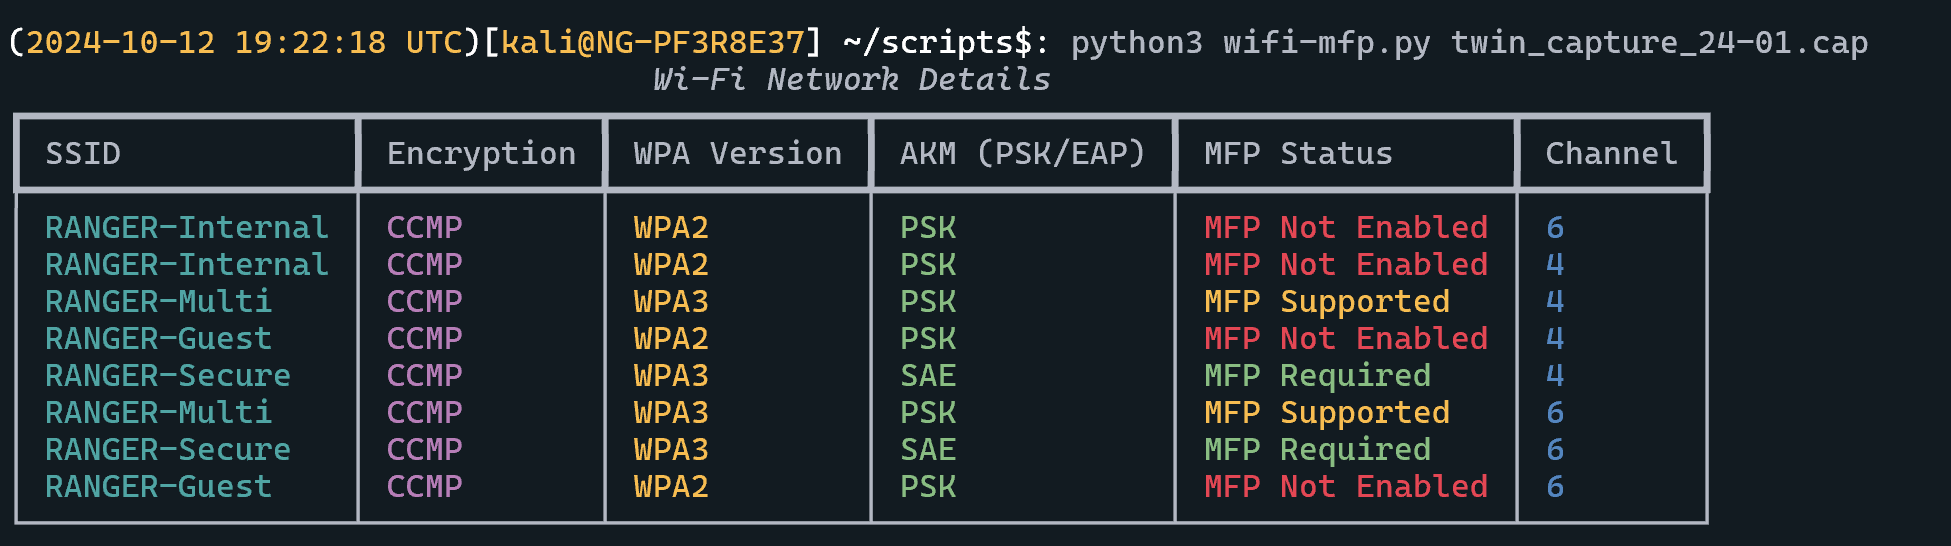 (2024-10-12 19:22:18 UTC)[kali@NG-PF3R8E37] ~/scripts$: python3 wifi-mfp.py twin_capture_24-01.cap
Wi-Fi Network Details
SSID Encryption WPA Version AKM (PSK/EAP) MFP Status Channel
RANGER-Internal CCMP WPA2 PSK MFP Not Enabled 6
RANGER-Internal CCMP WPA2 PSK MFP Not Enabled 4
RANGER-Multi CCMP WPA3 PSK MFP Supported 4
RANGER-Guest CCMP WPA2 PSK MFP Not Enabled 4
RANGER-Secure CCMP WPA3 SAE MFP Required 4
RANGER-Multi CCMP WPA3 PSK MFP Supported 6
RANGER-Secure CCMP WPA3 SAE MFP Required 6
RANGER-Guest CCMP WPA2 PSK MFP Not Enabled 6